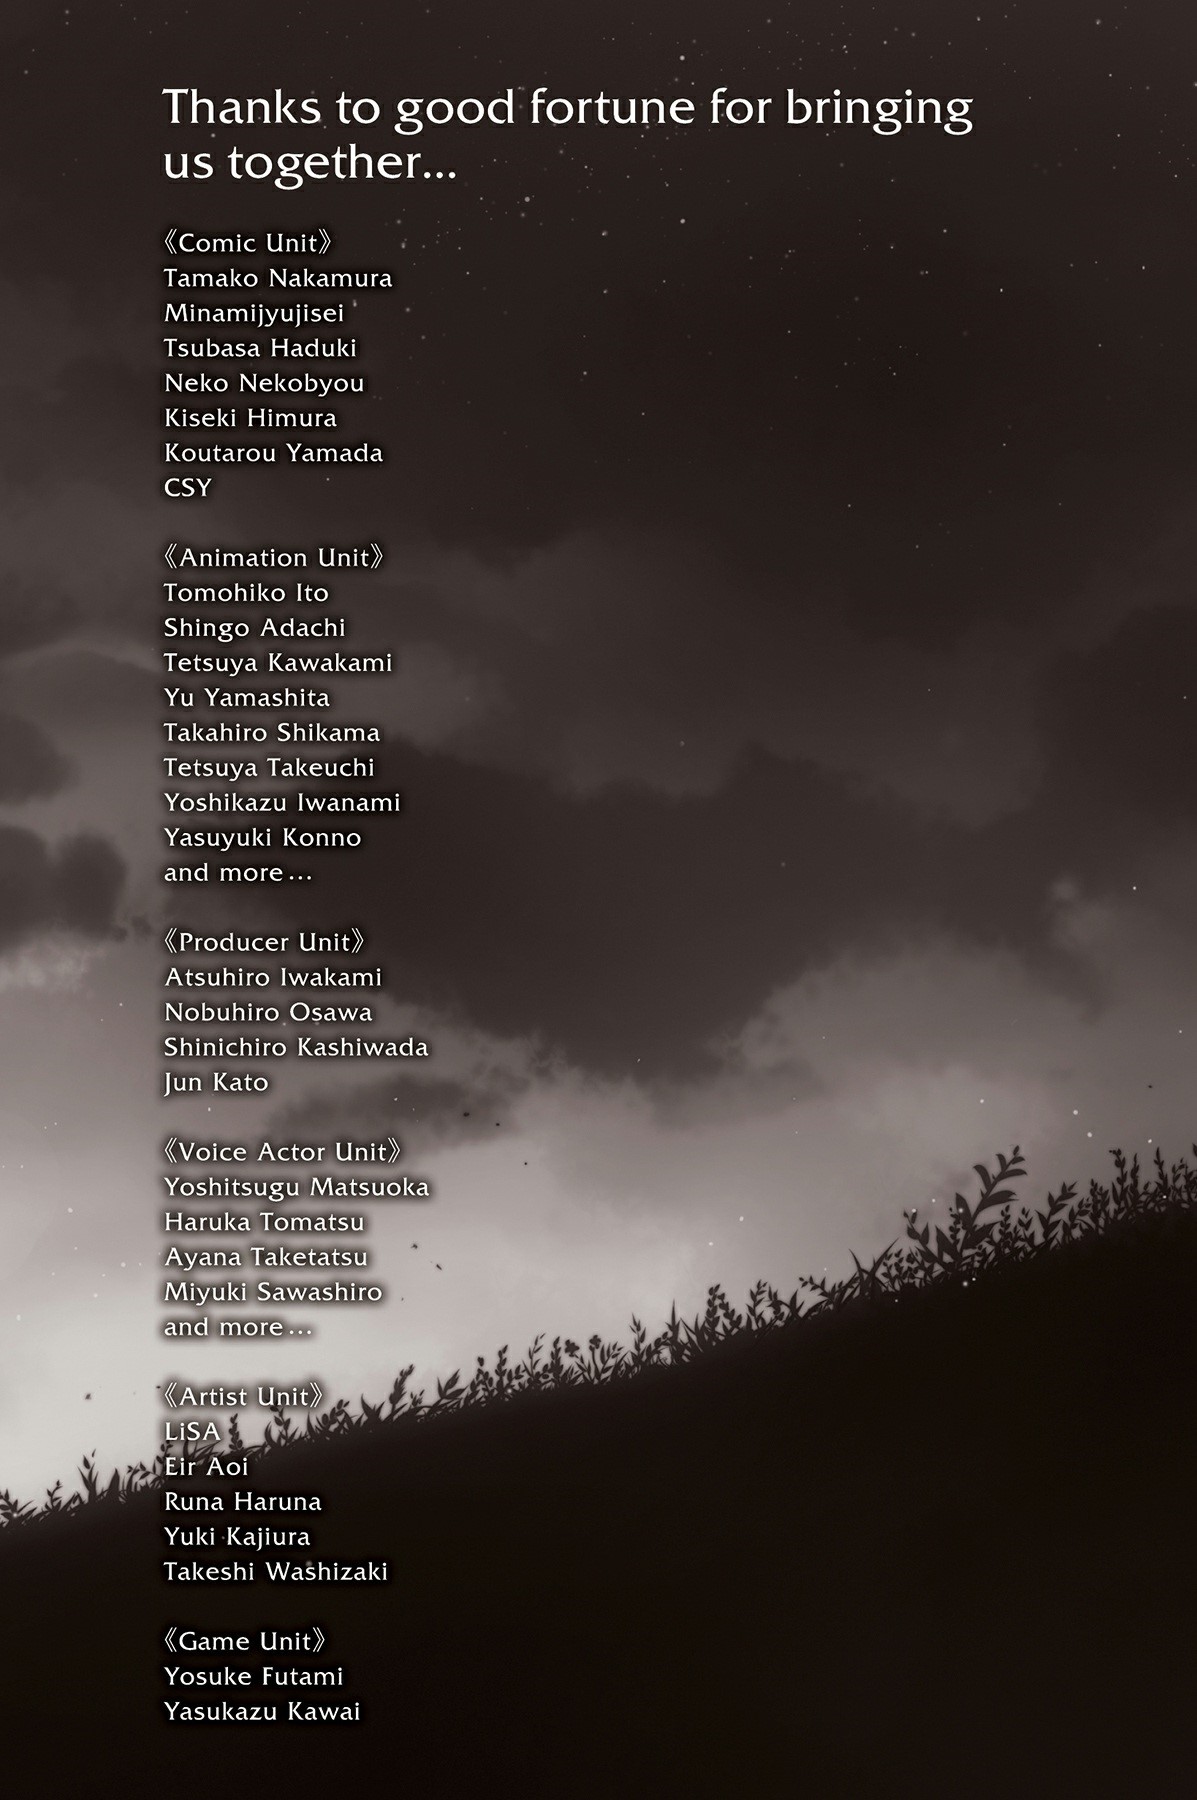 Thanks to good fortune for bringing
us together...
《Comic Unit》
Tamako Nakamura
Minamijyujisei
Tsubasa Haduki
Neko Nekobyou
Kiseki Himura
Koutarou Yamada
CSY
《Animation Unit》
Tomohiko Ito
Shingo Adachi
Tetsuya Kawakami
Yu Yamashita
Takahiro Shikama
Tetsuya Takeuchi
Yoshikazu Iwanami
Yasuyuki Konno
and more...
《Producer Unit》
Atsuhiro Iwakami
Nobuhiro Osawa
Shinichiro Kashiwada
Jun Kato
《Voice Actor Unit》
Yoshitsugu Matsuoka
Haruka Tomatsu
Ayana Taketatsu
Miyuki Sawashiro
and more...
《Artist Unit》
LiSA
Eir Aoi
Runa Haruna
Yuki Kajiura
Takeshi Washizaki
《Game Unit》
Yosuke Futami
Yasukazu Kawai